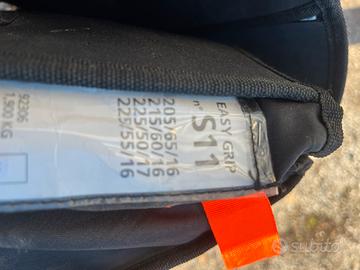 EASY GRIP
n° S11
205/65/16
215/60/16
225/50/17
225/55/16
9206
1.500 KG
subito